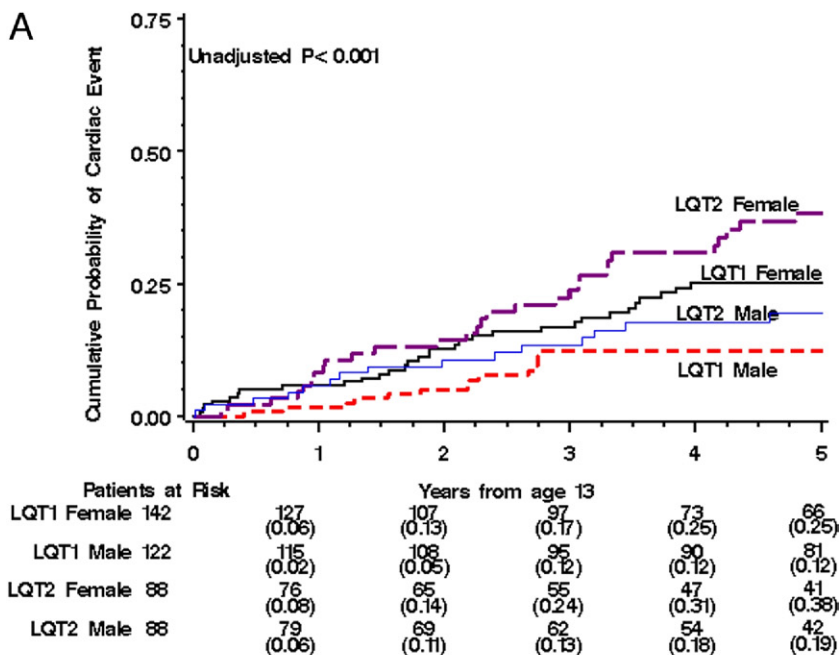 A
Unadjusted P< 0.001
Cumulative Probability of Cardiac Event
0.75
0.50
0.25
0.00
LQT2 Female
LQT1 Female
LQT2 Male
LQT1 Male
0 1 2 3 4 5
Patients at Risk Years from age 13
LQT1 Female 142 127 107 97 73 66
(0.06) (0.13) (0.17) (0.25) (0.25)
LQT1 Male 122 115 108 95 90 81
(0.02) (0.05) (0.12) (0.12) (0.12)
LQT2 Female 88 76 65 55 47 41
(0.08) (0.14) (0.24) (0.31) (0.38)
LQT2 Male 88 79 69 62 54 42
(0.06) (0.11) (0.13) (0.18) (0.19)